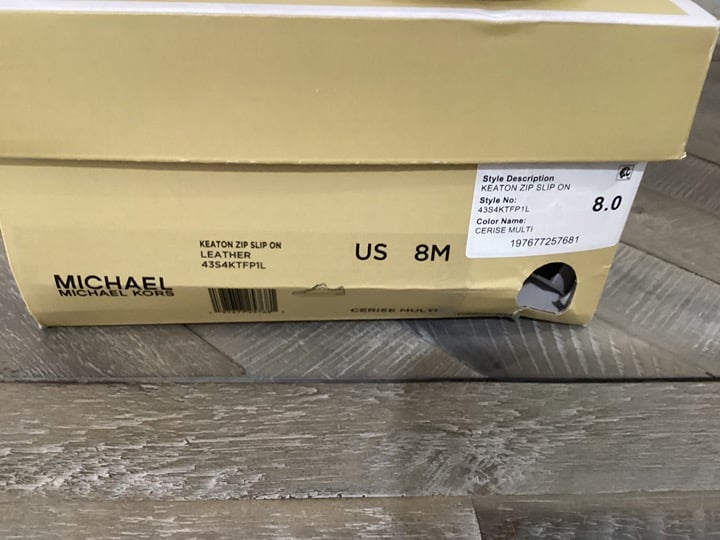 Style Description
KEATON ZIP SLIP ON
Style No:
43S4KTFP1L
8.0
Color Name:
CERISE MULTI
197677257681
KEATON ZIP SLIP ON
LEATHER
43S4KTFP1L
US 8M
MICHAEL
MICHAEL KORS
CERISE MULTI